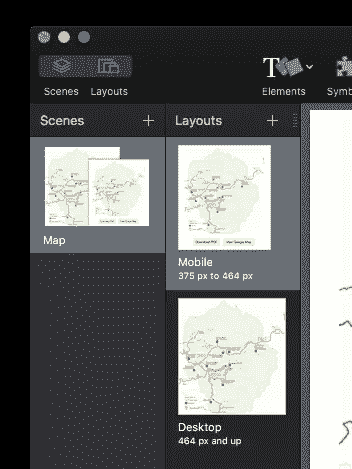 T
Scenes Layouts Elements Symb
Scenes + Layouts +
Map
Mobile
375 px to 464 px
Desktop
464 px and up